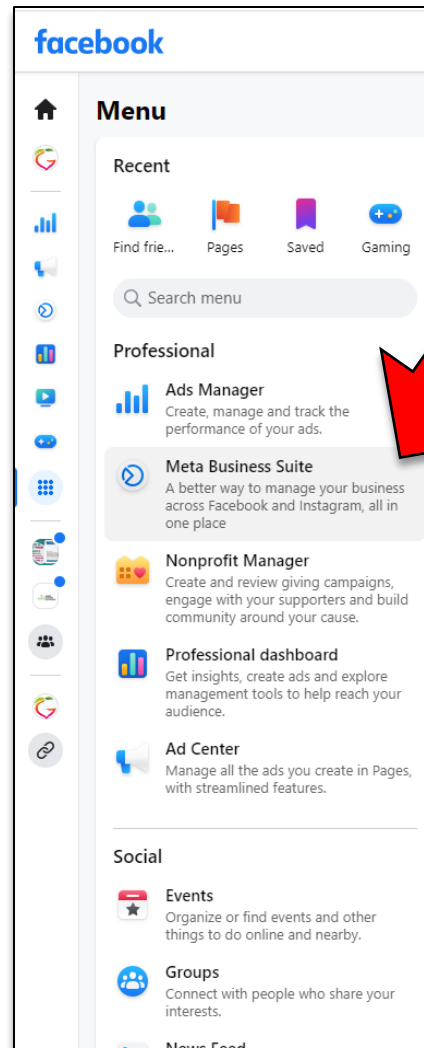 facebook
Menu
Recent
Find frie...
Pages
Saved
Gaming
Search menu
Professional
Ads Manager
Create, manage and track the
performance of your ads.
Meta Business Suite
A better way to manage your business
across Facebook and Instagram, all in
one place
Nonprofit Manager
Create and review giving campaigns,
engage with your supporters and build
community around your cause.
Professional dashboard
Get insights, create ads and explore
management tools to help reach your
audience.
Ad Center
Manage all the ads you create in Pages,
with streamlined features.
Social
Events
Organize or find events and other
things to do online and nearby.
Groups
Connect with people who share your
interests.
News Feed